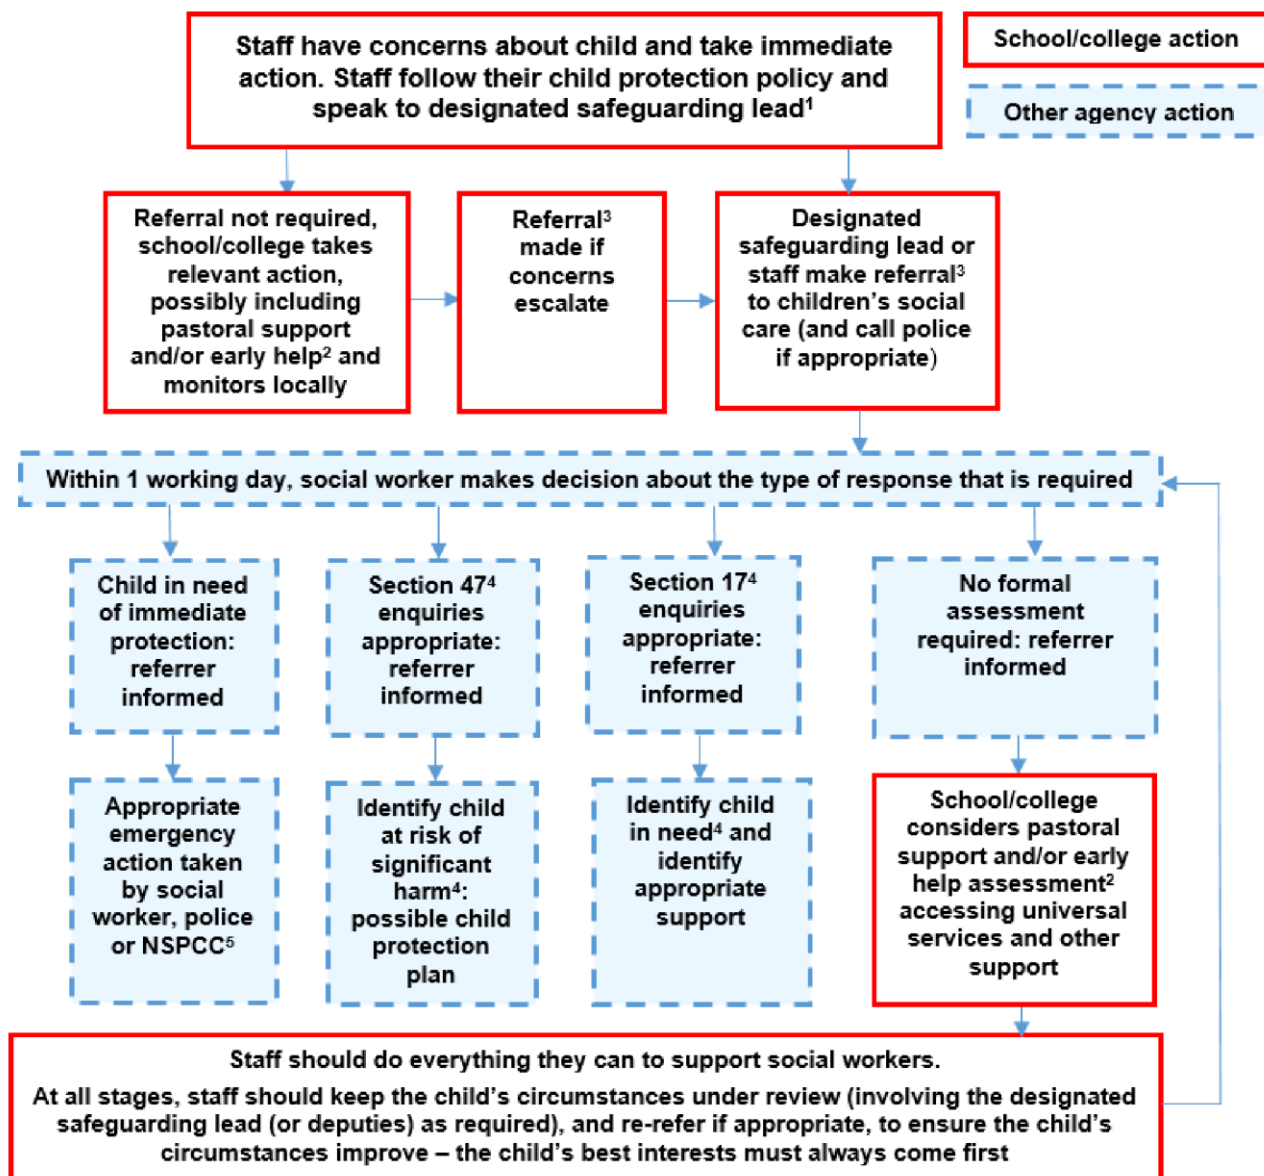 Staff have concerns about child and take immediate
action. Staff follow their child protection policy and
speak to designated safeguarding lead¹
School/college action
Other agency action
Referral not required,
school/college takes
relevant action,
possibly including
pastoral support
and/or early help² and
monitors locally
Referral³
made if
concerns
escalate
Designated
safeguarding lead or
staff make referral³
to children’s social
care (and call police
if appropriate)
Within 1 working day, social worker makes decision about the type of response that is required
Child in need
of immediate
protection:
referrer
informed
Section 47⁴
enquiries
appropriate:
referrer
informed
Section 17⁴
enquiries
appropriate:
referrer
informed
No formal
assessment
required: referrer
informed
Appropriate
emergency
action taken
by social
worker, police
or NSPCC⁵
Identify child
at risk of
significant
harm⁴:
possible child
protection
plan
Identify child
in need⁴ and
identify
appropriate
support
School/college
considers pastoral
support and/or early
help assessment²
accessing universal
services and other
support
Staff should do everything they can to support social workers.
At all stages, staff should keep the child’s circumstances under review (involving the designated
safeguarding lead (or deputies) as required), and re-refer if appropriate, to ensure the child’s
circumstances improve – the child’s best interests must always come first